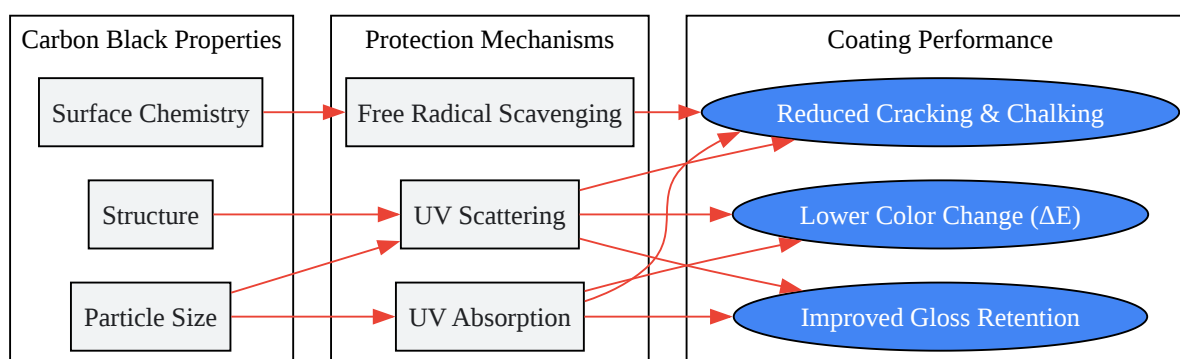 Carbon Black Properties
Protection Mechanisms
Coating Performance
Surface Chemistry
Free Radical Scavenging
Reduced Cracking & Chalking
Structure
UV Scattering
Lower Color Change (ΔE)
Particle Size
UV Absorption
Improved Gloss Retention